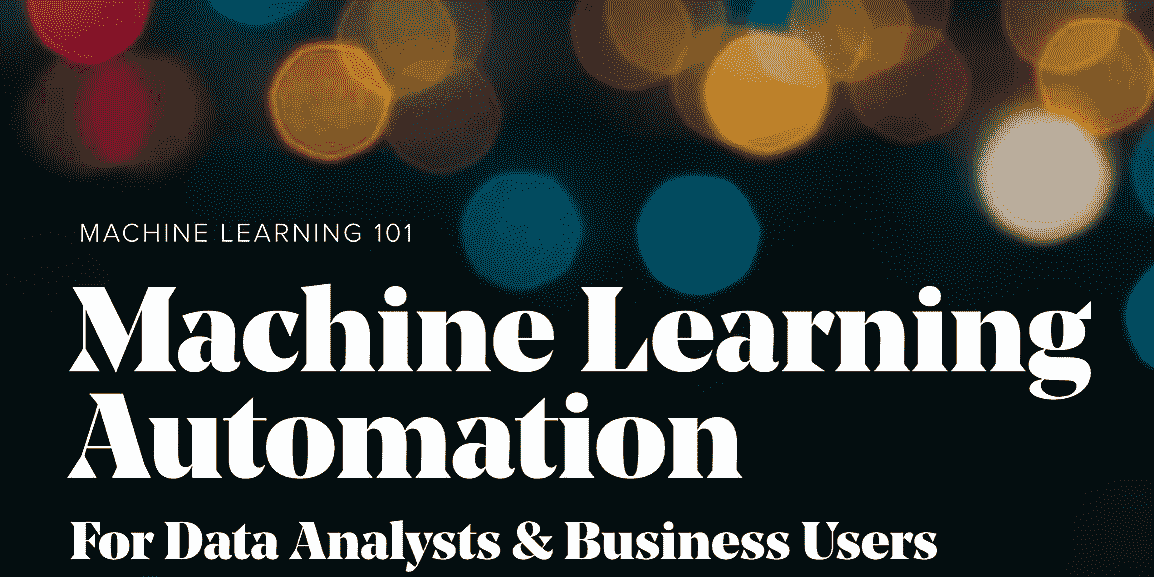 MACHINE LEARNING 101
Machine Learning
Automation
For Data Analysts & Business Users